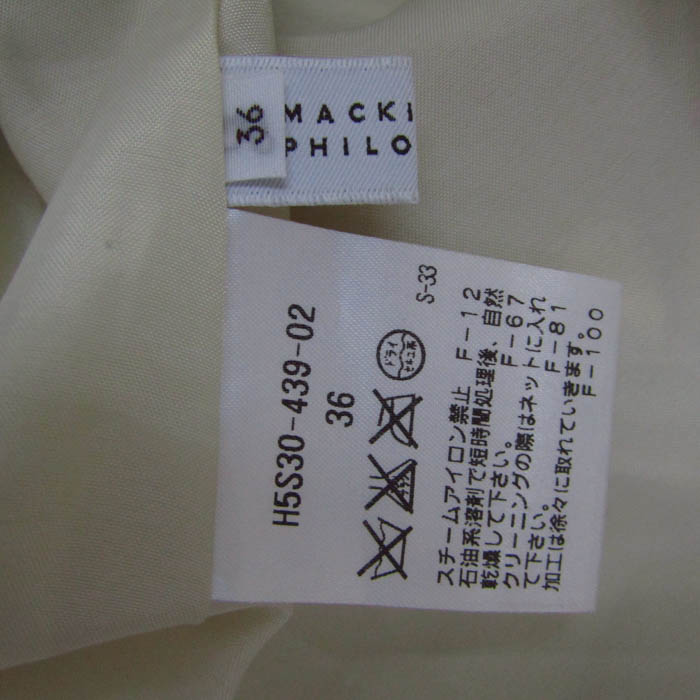 36
MACKI
PHILO
H5S30-439-02
36
ドライ
セキユ系
S-33
スチームアイロン禁止 F-12
石油系溶剤で短時間処理後、自然
乾燥して下さい。 F-67
クリーニングの際はネットに入れ
て下さい。 F-81
加工は徐々に取れていきます。
F-100